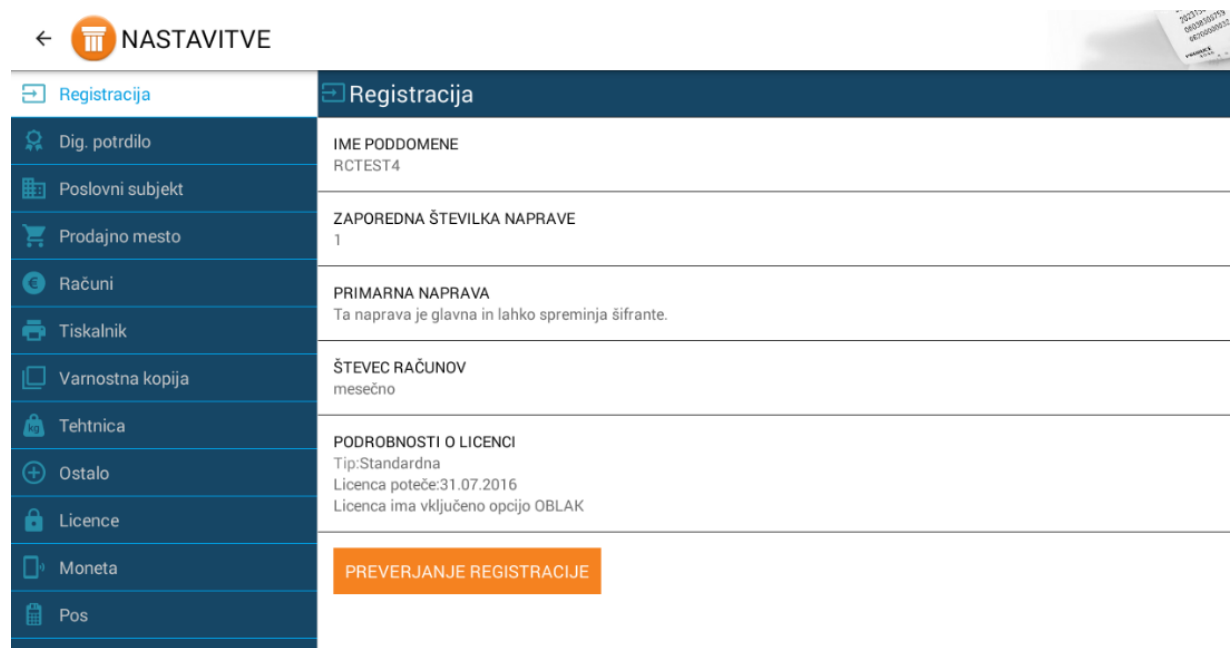 NASTAVITVE
Registracija
Dig. potrdilo
Poslovni subjekt
Prodajno mesto
Računi
Tiskalnik
Varnostna kopija
Tehtnica
Ostalo
Licence
Moneta
Pos
Registracija
IME PODDOMENE
RCTEST4
ZAPOREDNA ŠTEVILKA NAPRAVE
1
PRIMARNA NAPRAVA
Ta naprava je glavna in lahko spreminja šifrante.
ŠTEVEC RAČUNOV
mesečno
PODROBNOSTI O LICENCI
Tip:Standardna
Licenca poteče:31.07.2016
Licenca ima vključeno opcijo OBLAK
PREVERJANJE REGISTRACIJE